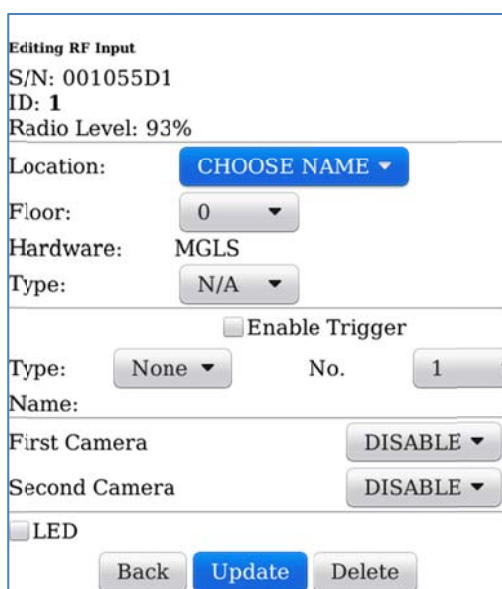 Editing RF Input
S/N: 001055D1
ID: 1
Radio Level: 93%
Location: CHOOSE NAME
Floor: 0
Hardware: MGLS
Type: N/A
Enable Trigger
Type: None No. 1
Name:
First Camera DISABLE
Second Camera DISABLE
LED
Back Update Delete